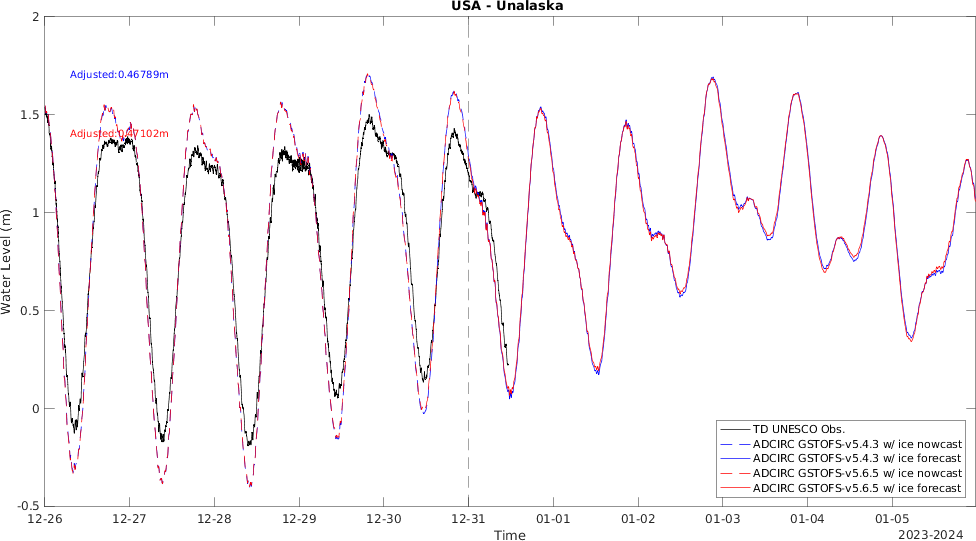 USA - Unalaska
2
Adjusted:0.46789m
1.5
Adjusted:0.47102m
1
Water Level (m)
0.5
0
-0.5
TD UNESCO Obs.
ADCIRC GSTOFS-v5.4.3 w/ ice nowcast
ADCIRC GSTOFS-v5.4.3 w/ ice forecast
ADCIRC GSTOFS-v5.6.5 w/ ice nowcast
ADCIRC GSTOFS-v5.6.5 w/ ice forecast
12-26 12-27 12-28 12-29 12-30 12-31 01-01 01-02 01-03 01-04 01-05
Time
2023-2024